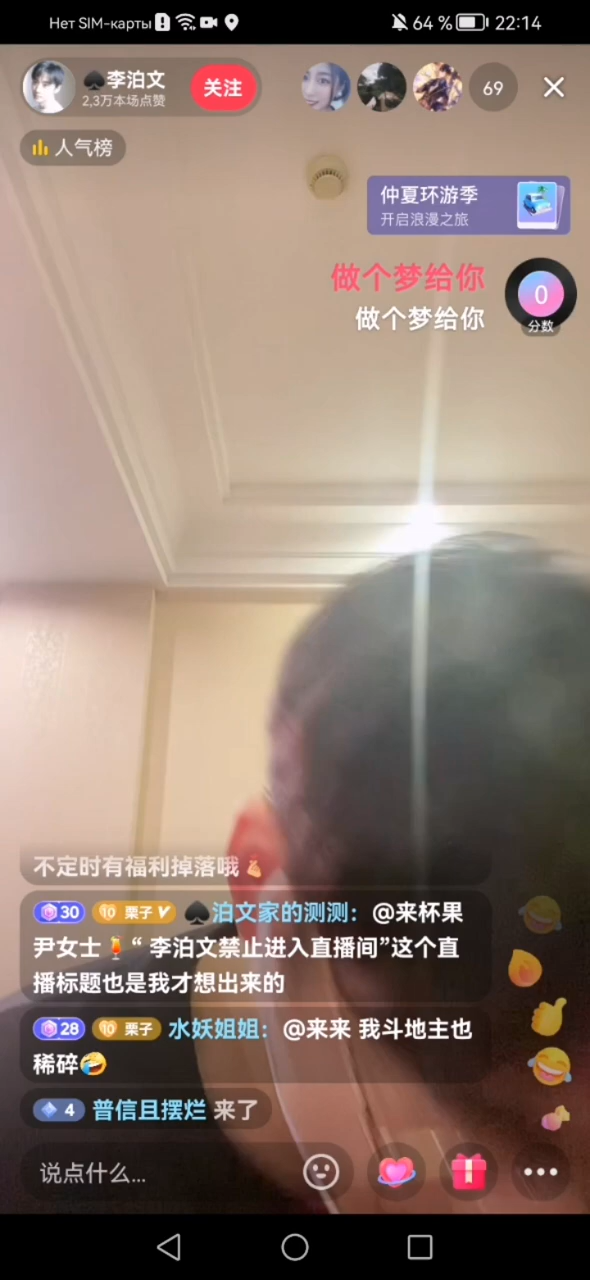 Нет SIM-карты 64 % 22:14
♠李泊文
2,3万本场点赞
关注
69
人气榜
仲夏环游季
开启浪漫之旅
做个梦给你
做个梦给你
0
分数
不定时有福利掉落哦
30 10 栗子 ♠泊文家的测测：@来杯果
尹女士🍹“ 李泊文禁止进入直播间”这个直
播标题也是我才想出来的
28 10 栗子 水妖姐姐：@来来 我斗地主也
稀碎🤣
4 普信且摆烂 来了
说点什么...